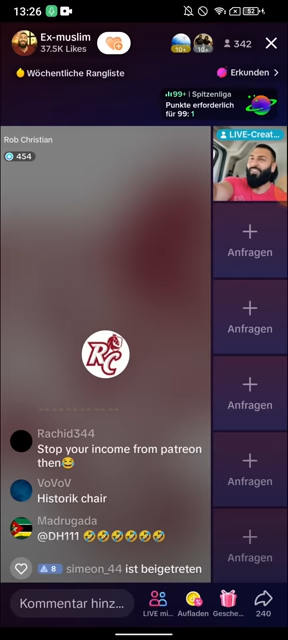 13:26
57
Ex-muslim
37.5K Likes
10+
10+
342
Wöchentliche Rangliste
Erkunden
99+ | Spitzenliga
Punkte erforderlich
für 99: 1
Rob Christian
454
LIVE-Creat...
Anfragen
Anfragen
Anfragen
Anfragen
Anfragen
RC
Rachid344
Stop your income from patreon
then😂
VoVoV
Historik chair
Madrugada
@DH111 🤣🤣🤣🤣🤣🤣
8 simeon_44 ist beigetreten
Kommentar hinz...
LIVE mi...
Aufladen
Gesche...
240